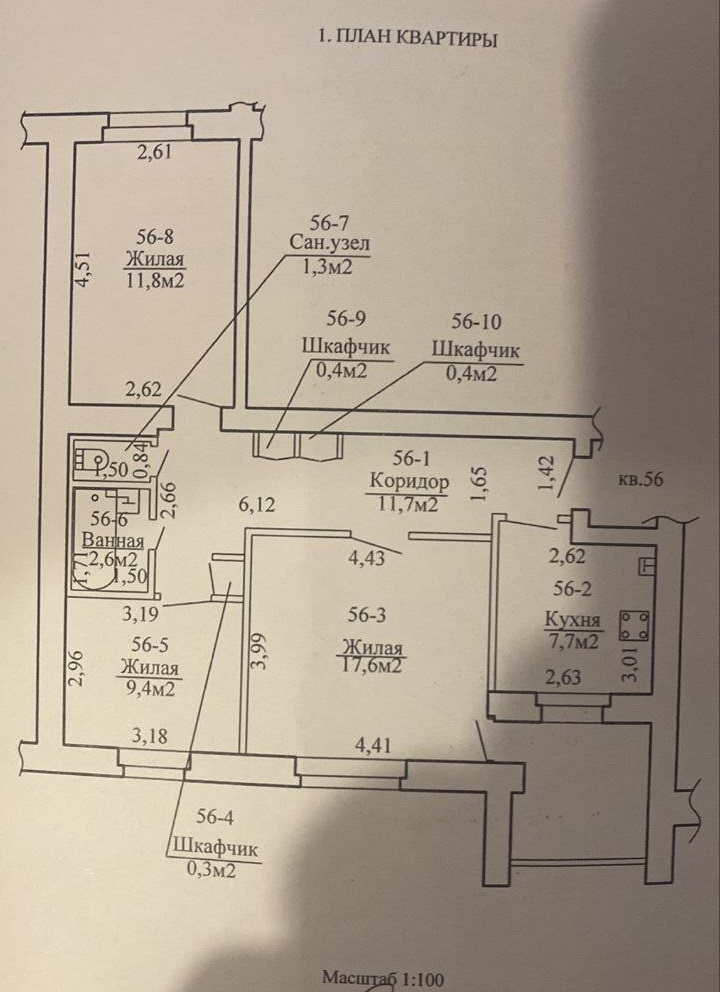 1. ПЛАН КВАРТИРЫ
2,61
56-8
Жилая
11,8м2
4,51
2,62
56-7
Сан.узел
1,3м2
56-9
Шкафчик
0,4м2
56-10
Шкафчик
0,4м2
1,50
0,84
2,66
6,12
56-1
Коридор
11,7м2
1,65
1,42
кв.56
56-6
Ванная
2,6м2
1,71
1,50
4,43
2,62
3,19
56-3
Жилая
17,6м2
3,99
56-2
Кухня
7,7м2
3,01
2,63
56-5
Жилая
9,4м2
2,96
3,18
4,41
56-4
Шкафчик
0,3м2
Масштаб 1:100